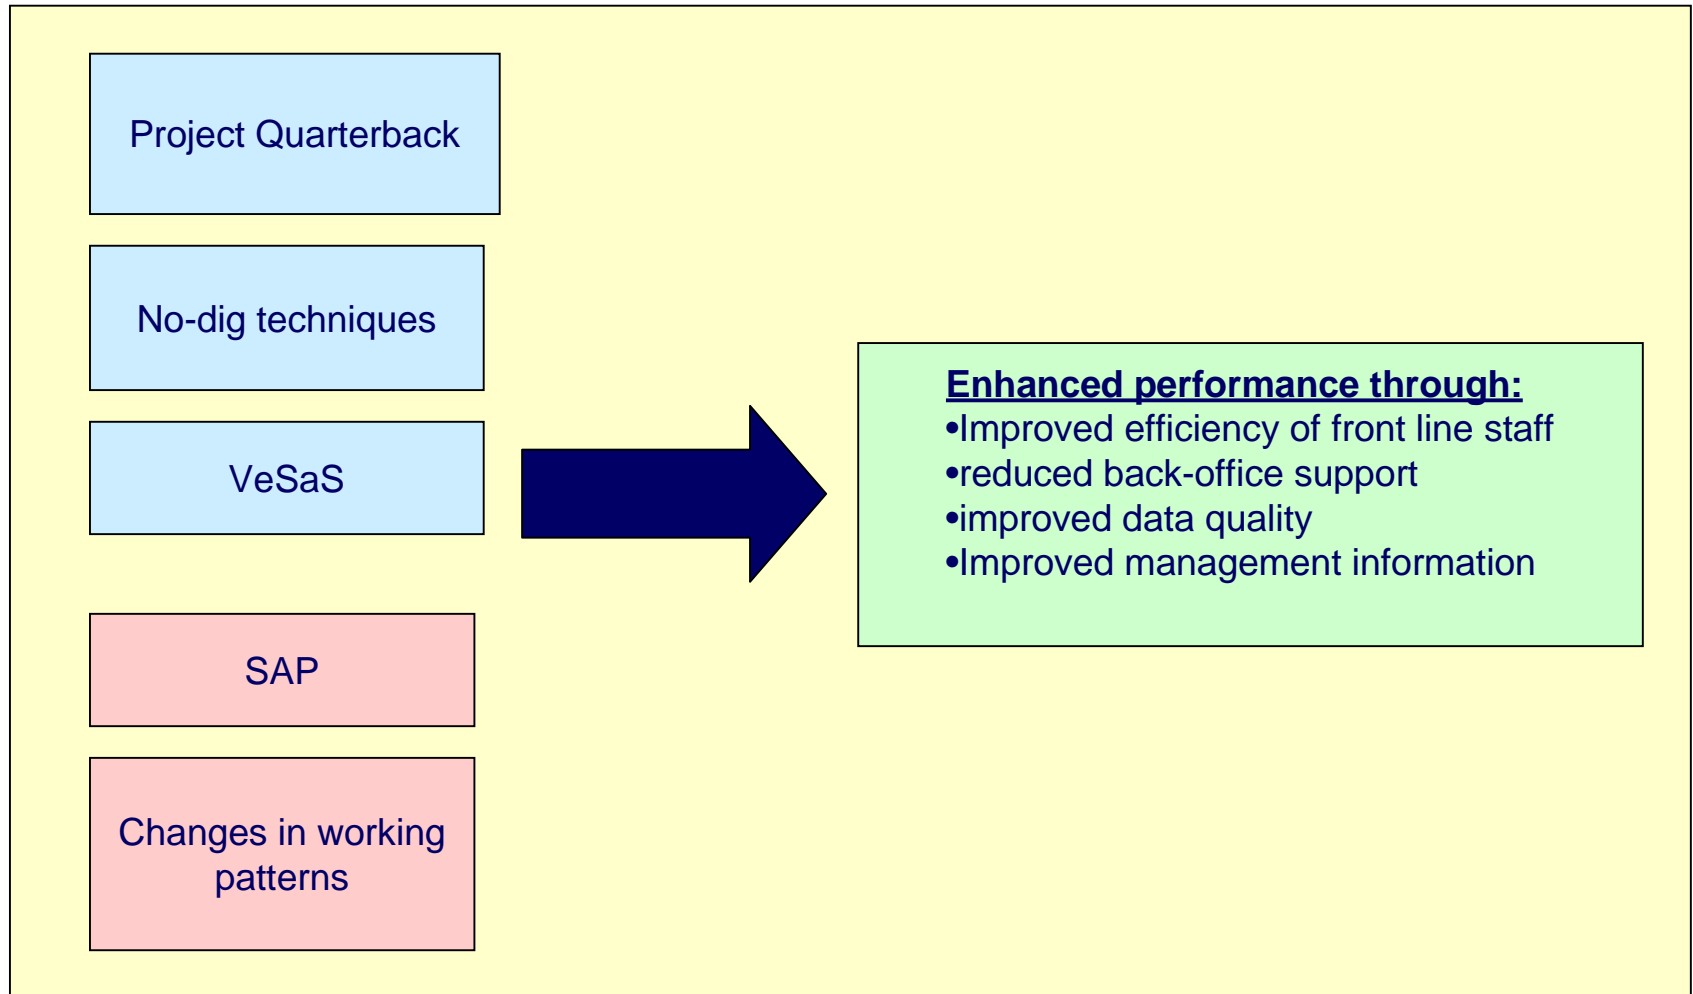 Project Quarterback
No-dig techniques
VeSaS
SAP
Changes in working
patterns
Enhanced performance through:
•Improved efficiency of front line staff
•reduced back-office support
•improved data quality
•Improved management information